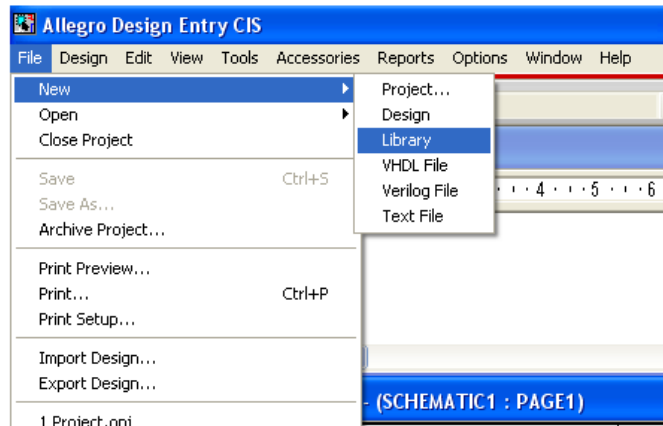 Allegro Design Entry CIS
File Design Edit View Tools Accessories Reports Options Window Help
New
Open
Close Project
Save Ctrl+S
Save As...
Archive Project...
Print Preview...
Print... Ctrl+P
Print Setup...
Import Design...
Export Design...
1 Project.opj
Project...
Design
Library
VHDL File
Verilog File
Text File
4 5 6
(SCHEMATIC1 : PAGE1)